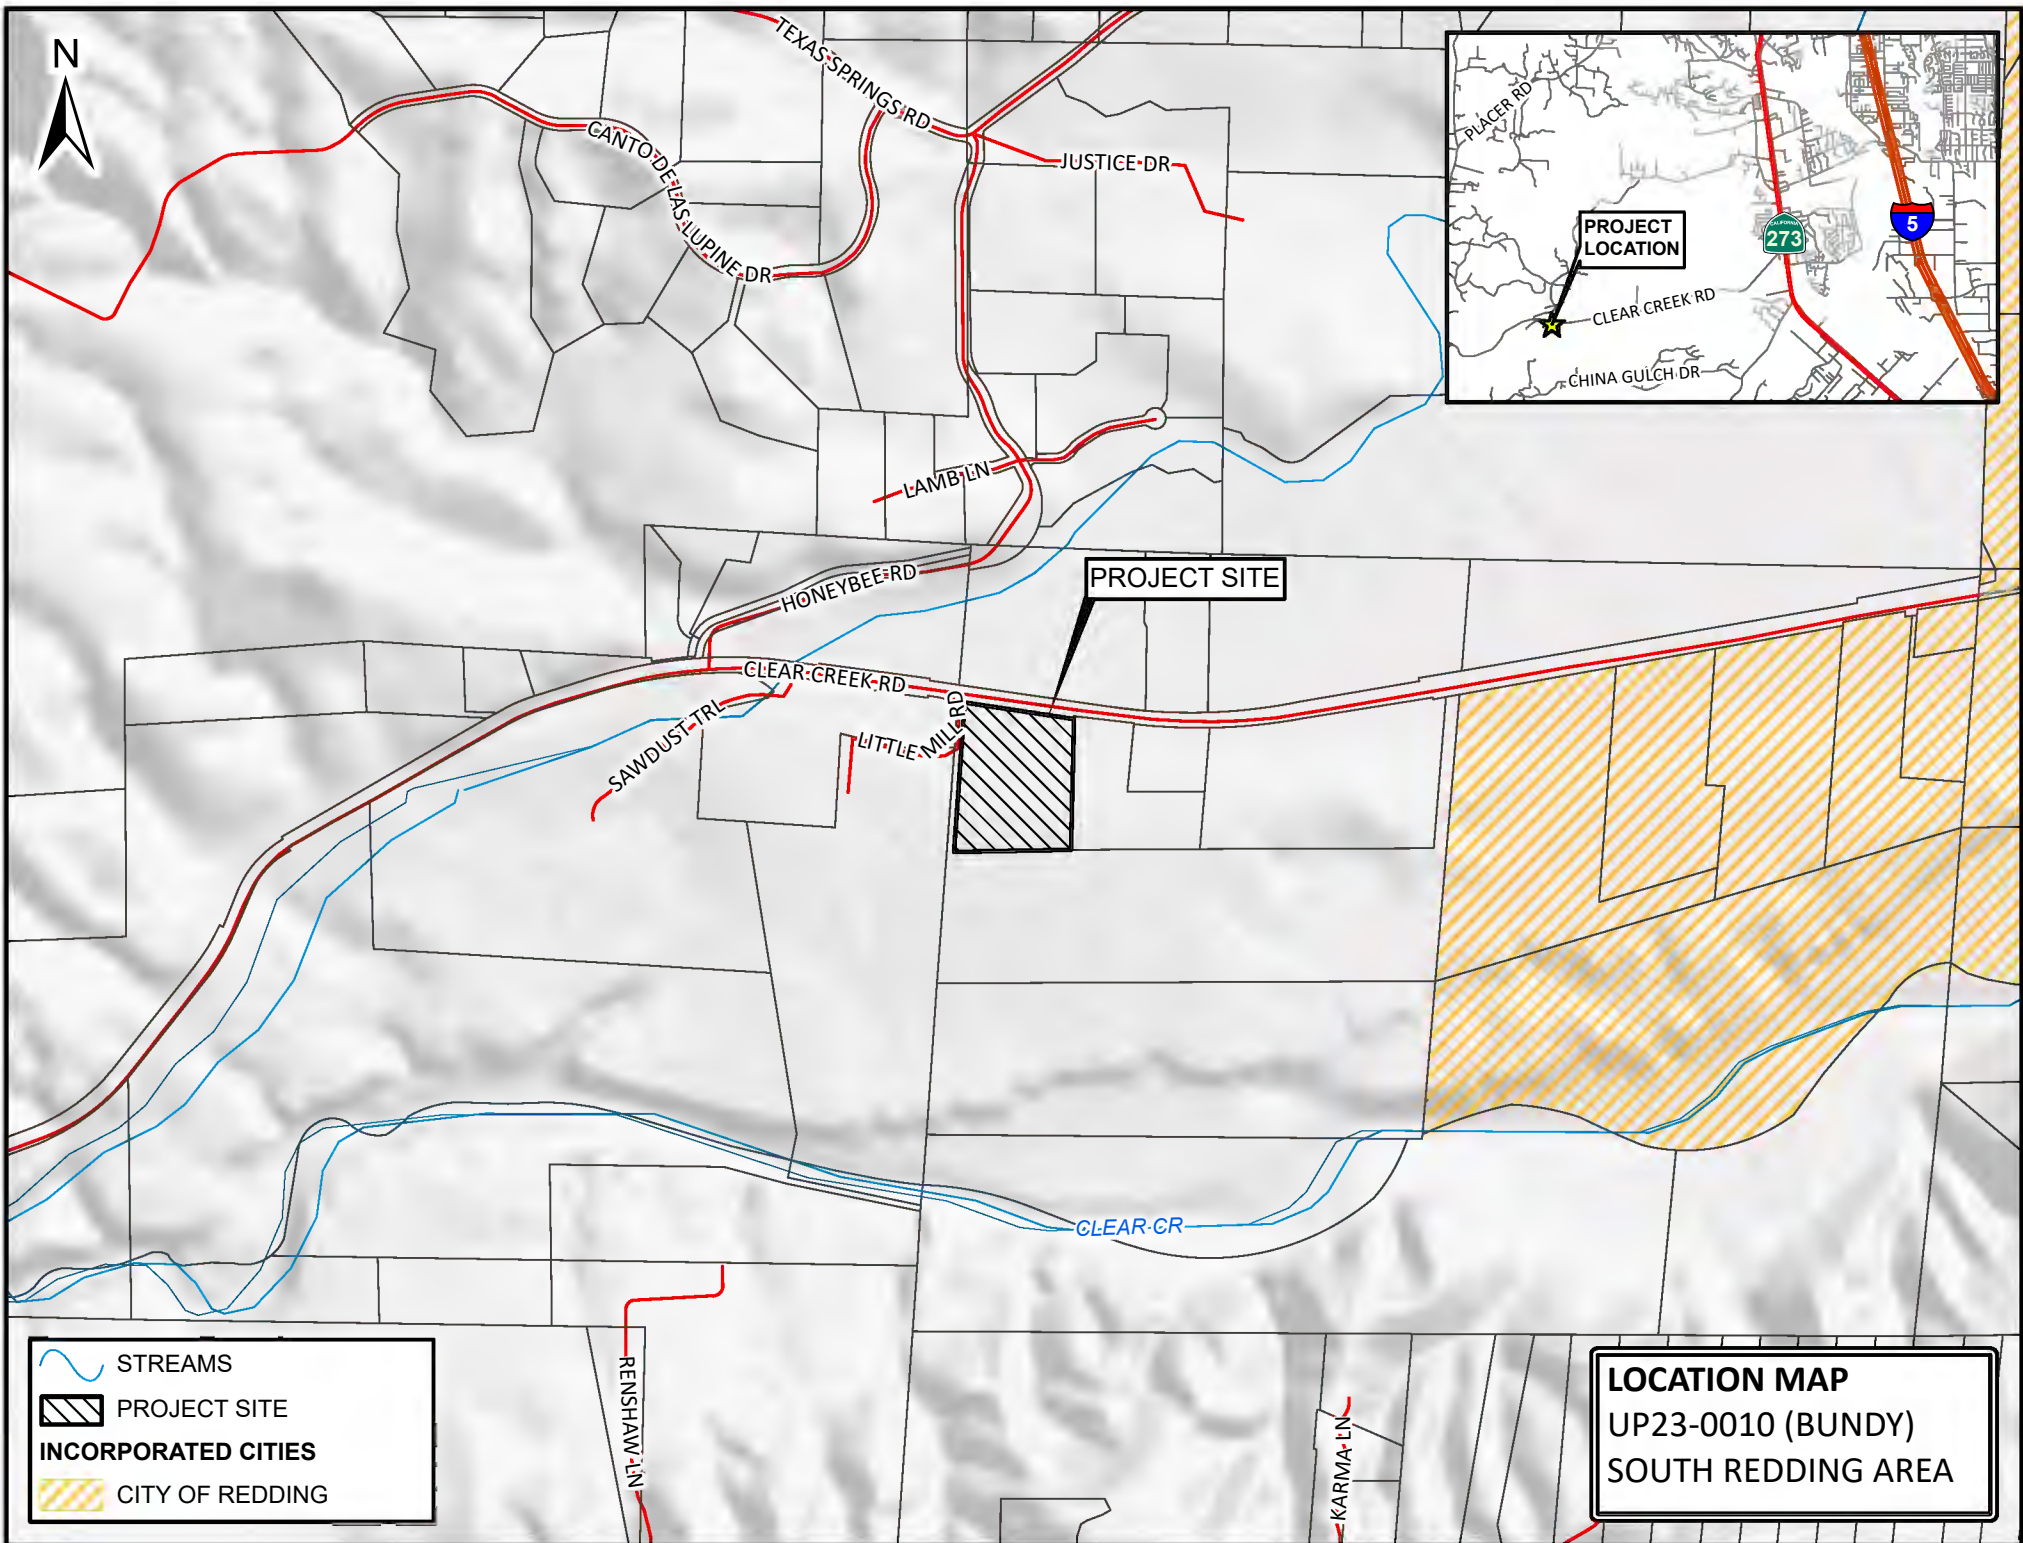 N
TEXAS SPRINGS RD
CANTO DE LAS LUPINE DR
JUSTICE DR
PLACER RD
PROJECT
LOCATION
CALIFORNIA
273
5
CLEAR CREEK RD
CHINA GULCH DR
LAMB LN
HONEYBEE RD
PROJECT SITE
CLEAR CREEK RD
SAWDUST TRL
LITTLE MILL RD
CLEAR CR
RENSHAW LN
KARMA LN
STREAMS
PROJECT SITE
INCORPORATED CITIES
CITY OF REDDING
LOCATION MAP
UP23-0010 (BUNDY)
SOUTH REDDING AREA